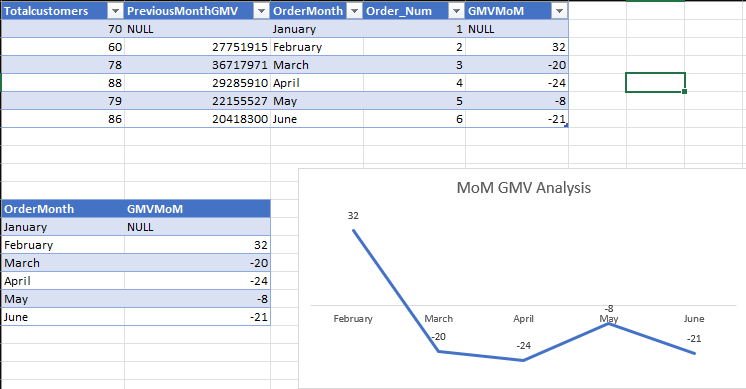 Totalcustomers PreviousMonthGMV OrderMonth Order_Num GMVMoM
70 NULL January 1 NULL
60 27751915 February 2 32
78 36717971 March 3 -20
88 29285910 April 4 -24
79 22155527 May 5 -8
86 20418300 June 6 -21
MoM GMV Analysis
OrderMonth GMVMoM
January NULL
February 32
March -20
April -24
May -8
June -21
32
-8
February March April May June
-20
-24
-21